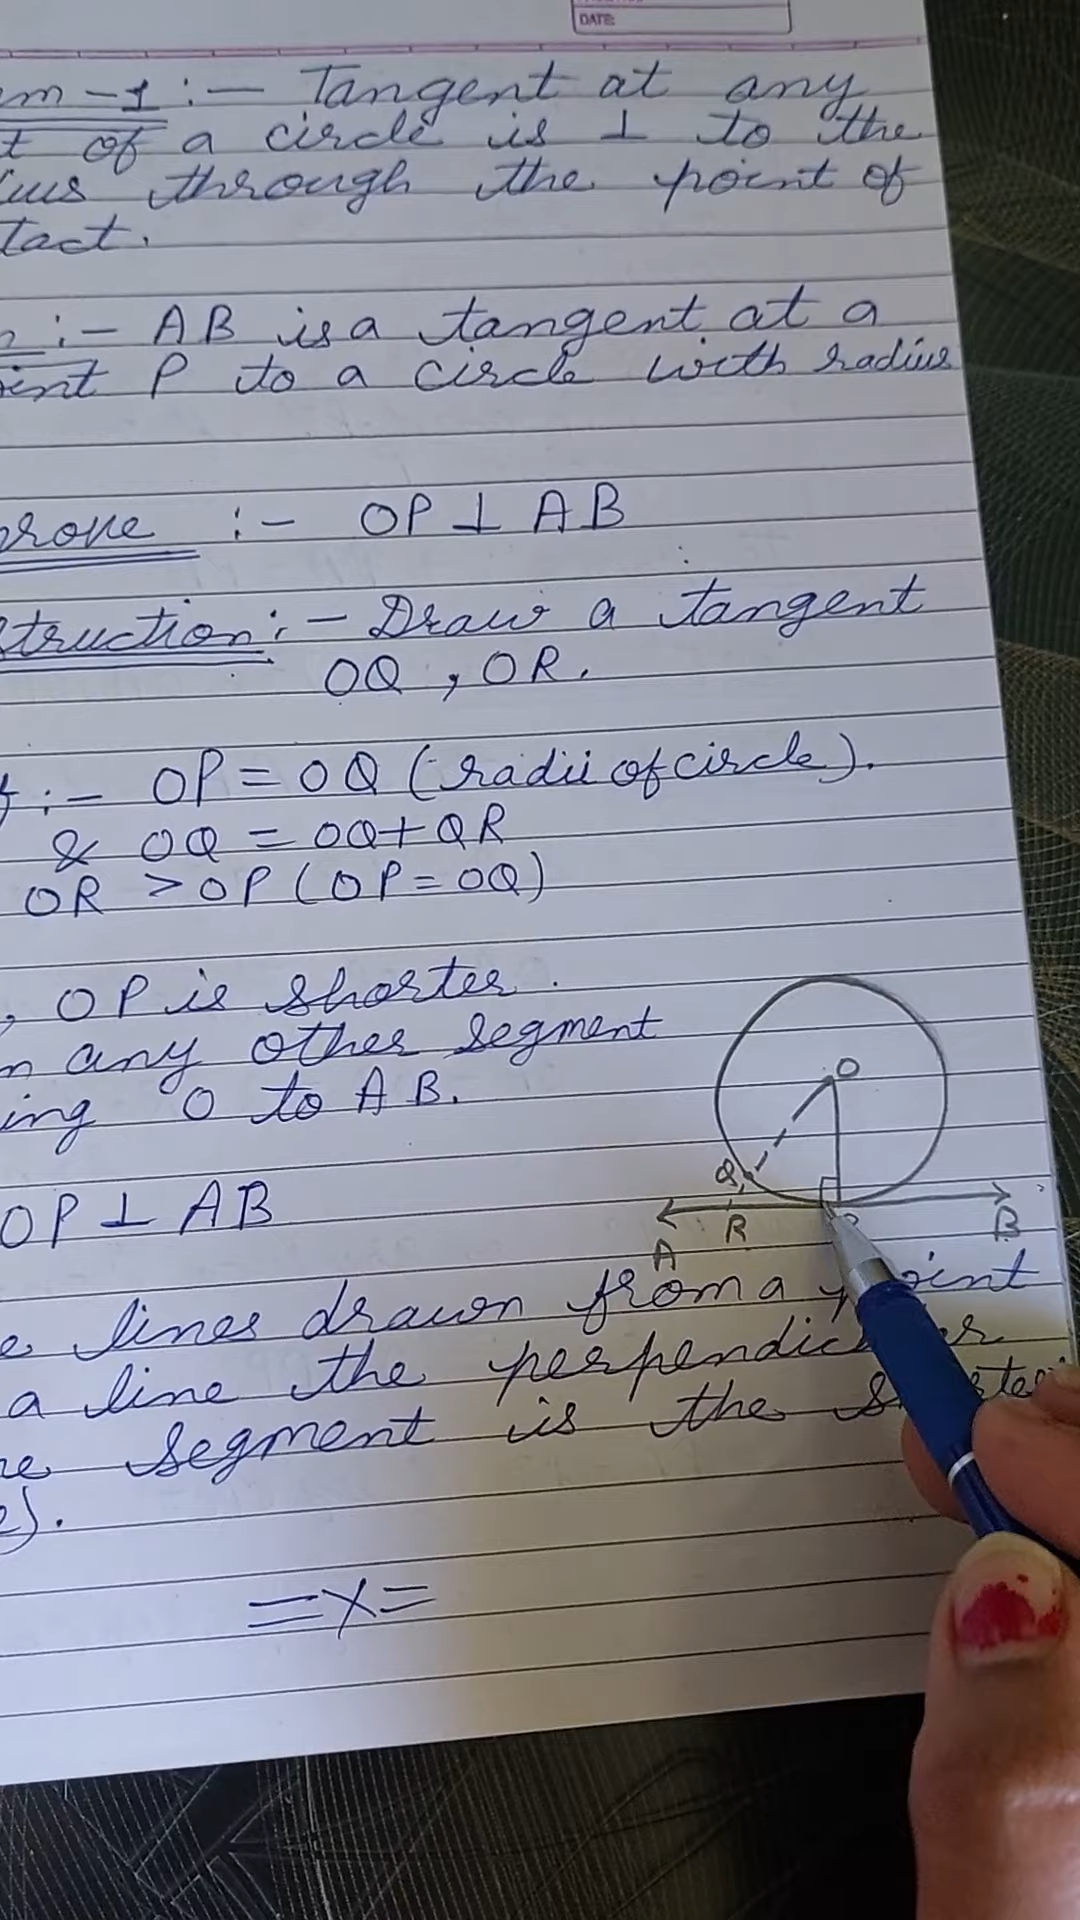 DATE
m-1 :- Tangent at any
t of a circle is ⊥ to the
ius through the point of
tact.
:- AB is a tangent at a
int P to a circle with radius
prove :- OP ⊥ AB
struction :- Draw a tangent
OQ , OR.
:- OP = OQ (radii of circle).
& OQ = OQ + QR
OR > OP (OP = OQ)
, OP is shorter.
n any other segment
ing O to AB.
O
Q
R
A
B
OP ⊥ AB
e lines drawn from a point
a line the
segment is the
e).
=X=